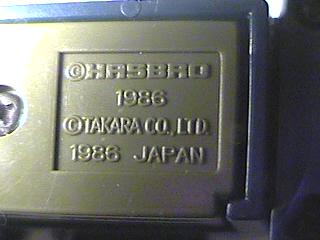 ©HASBRO
1986
©TAKARA CO., LTD.
1986 JAPAN